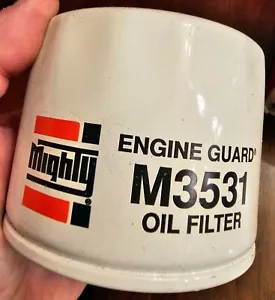 Mighty
ENGINE GUARD®
M3531
OIL FILTER